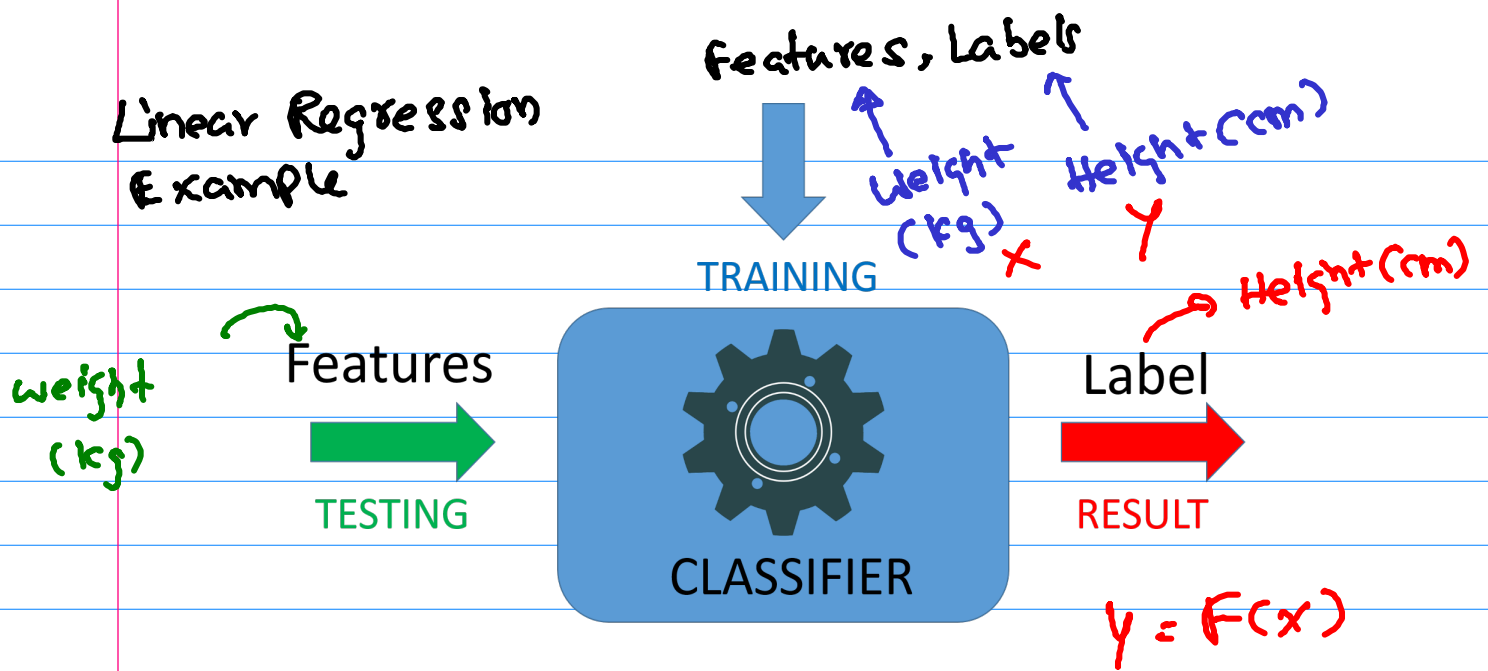 Features, Labels
Linear Regression
Example
Weight
(kg)
X
Height (cm)
Y
TRAINING
Height (cm)
weight
(kg)
Features
TESTING
CLASSIFIER
Label
RESULT
Y = F(x)